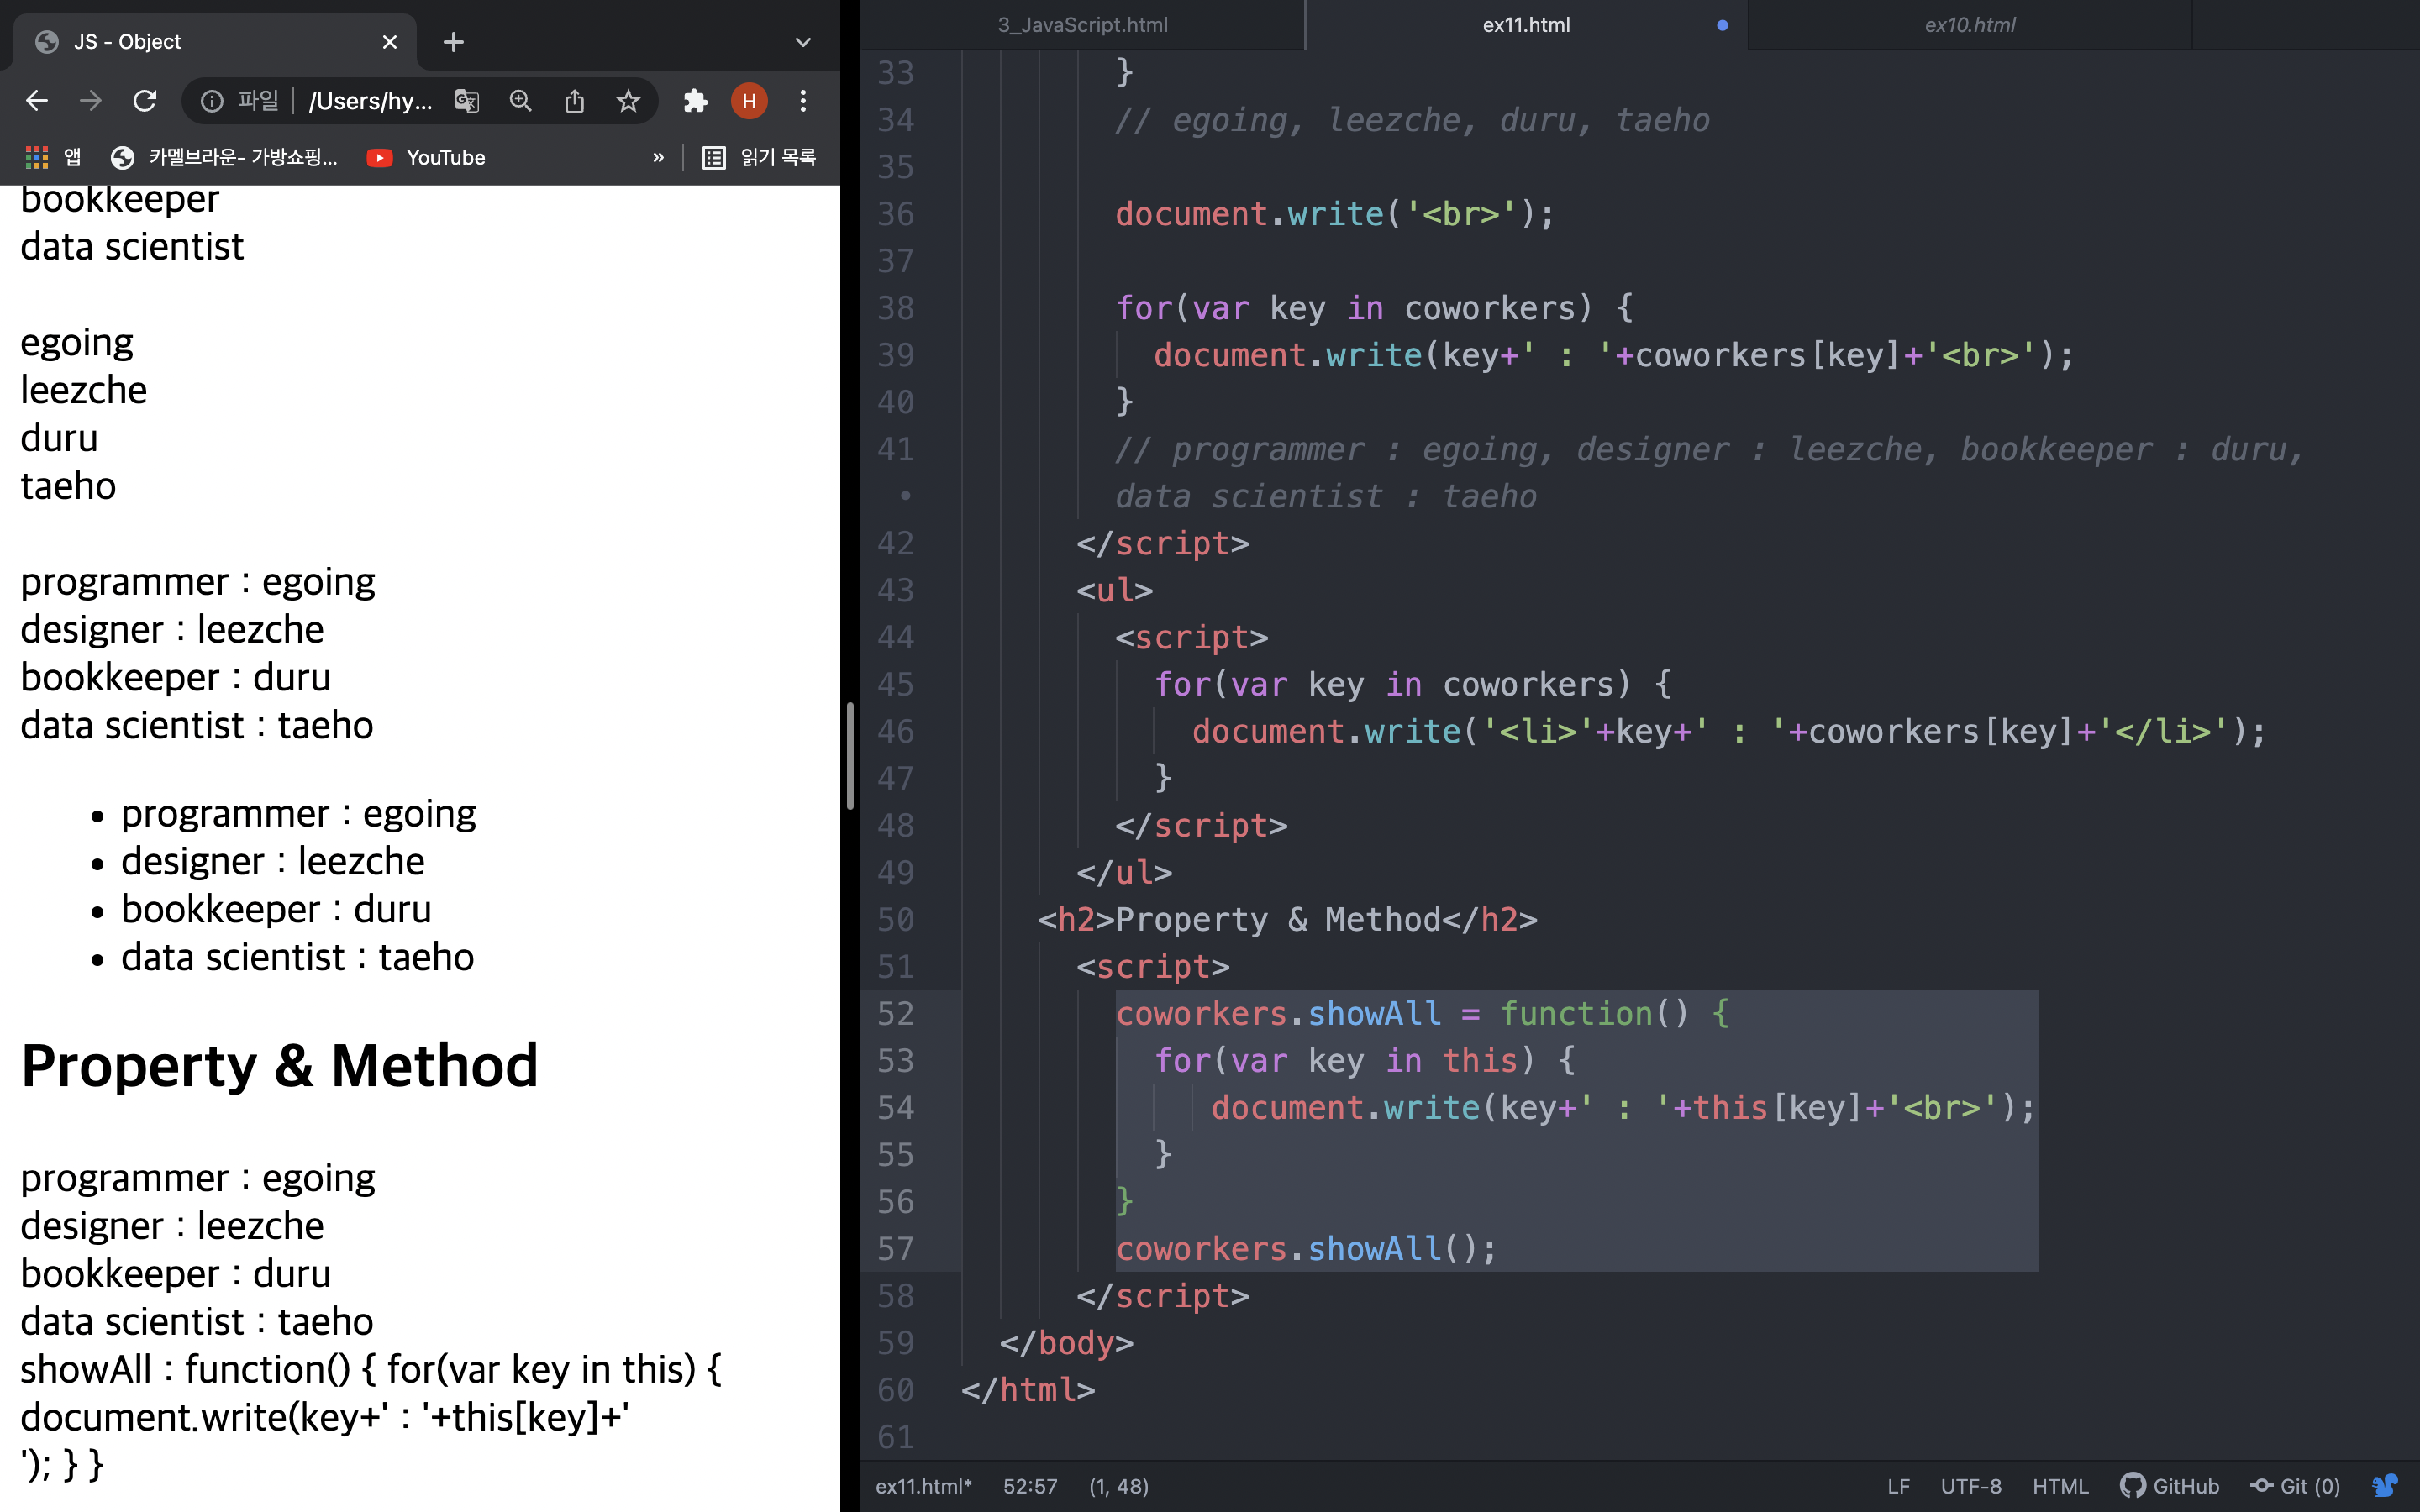 JS - Object
파일 /Users/hy... H
앱 카멜브라운- 가방쇼핑... YouTube » 읽기 목록
bookkeeper
data scientist
egoing
leezche
duru
taeho
programmer : egoing
designer : leezche
bookkeeper : duru
data scientist : taeho
• programmer : egoing
• designer : leezche
• bookkeeper : duru
• data scientist : taeho
Property & Method
programmer : egoing
designer : leezche
bookkeeper : duru
data scientist : taeho
showAll : function() { for(var key in this) {
document.write(key+' : '+this[key]+'
'); } }
3_JavaScript.html ex11.html ex10.html
33 }
34 // egoing, leezche, duru, taeho
35
36 document.write('<br>');
37
38 for(var key in coworkers) {
39 document.write(key+' : '+coworkers[key]+'<br>');
40 }
41 // programmer : egoing, designer : leezche, bookkeeper : duru,
• data scientist : taeho
42 </script>
43 <ul>
44 <script>
45 for(var key in coworkers) {
46 document.write('<li>'+key+' : '+coworkers[key]+'</li>');
47 }
48 </script>
49 </ul>
50 <h2>Property & Method</h2>
51 <script>
52 coworkers.showAll = function() {
53 for(var key in this) {
54 document.write(key+' : '+this[key]+'<br>');
55 }
56 }
57 coworkers.showAll();
58 </script>
59 </body>
60 </html>
61
ex11.html* 52:57 (1, 48) LF UTF-8 HTML GitHub Git (0)